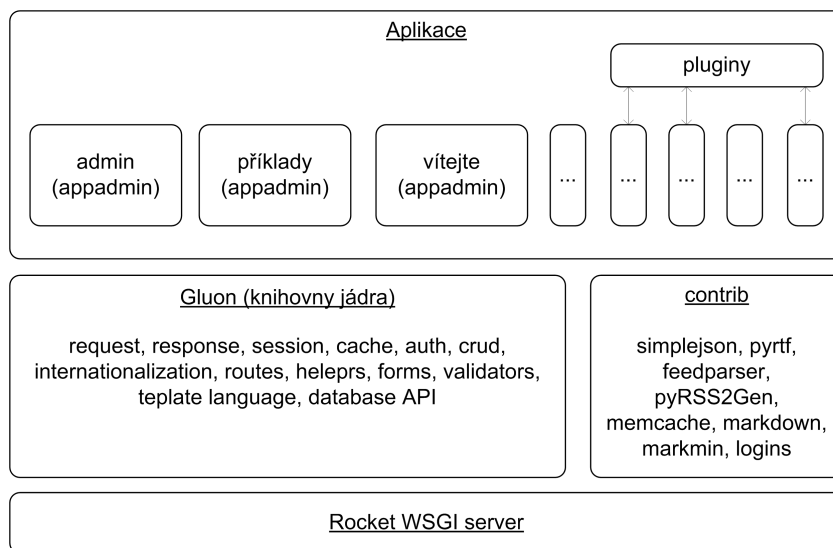 Aplikace
pluginy
admin
(appadmin)
příklady
(appadmin)
vítejte
(appadmin)
...
...
...
...
...
Gluon (knihovny jádra)
request, response, session, cache, auth, crud,
internationalization, routes, heleprs, forms, validators,
teplate language, database API
contrib
simplejson, pyrtf,
feedparser,
pyRSS2Gen,
memcache, markdown,
markmin, logins
Rocket WSGI server